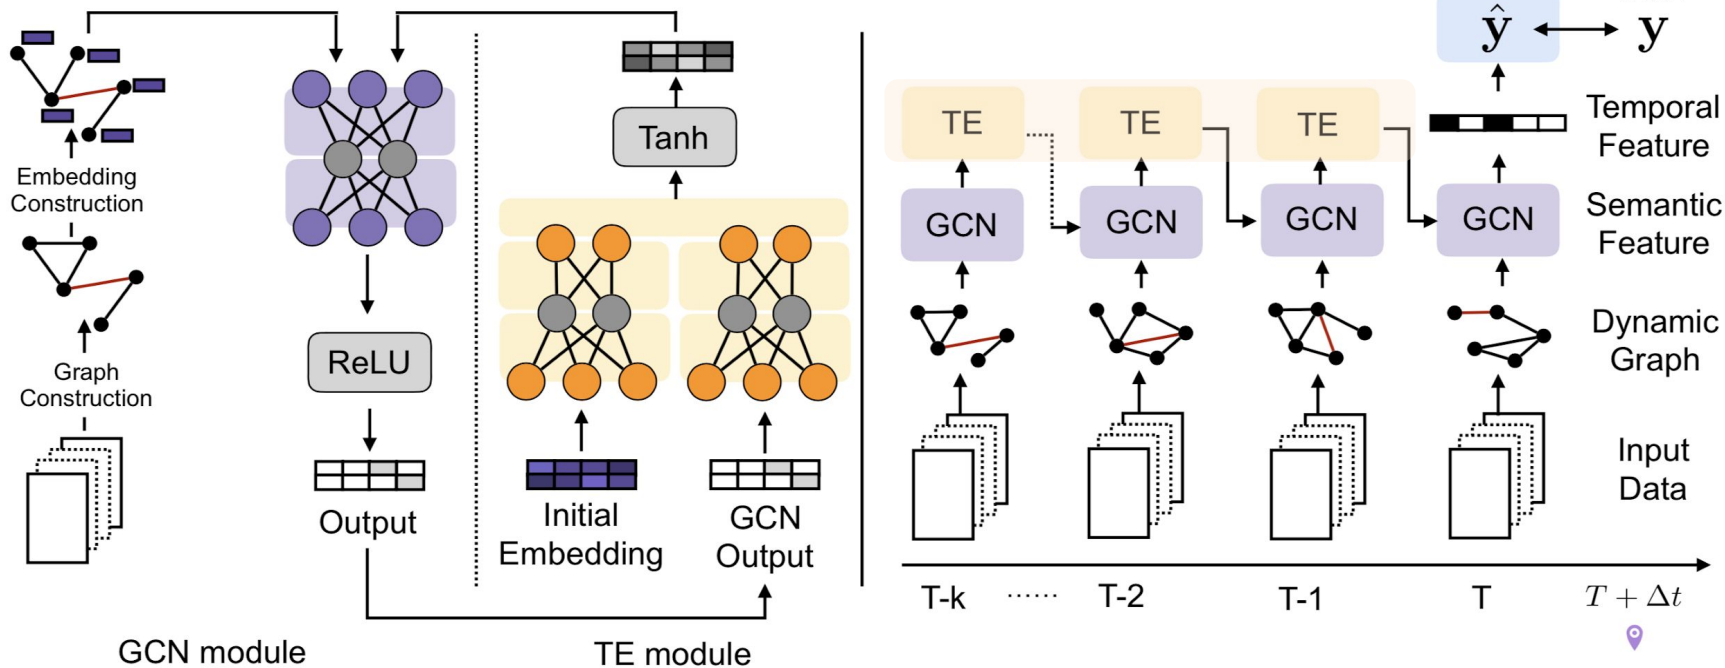 Embedding
Construction
Graph
Construction
ReLU
Output
GCN module
Tanh
Initial
Embedding
GCN
Output
TE module
ŷ
y
TE
TE
TE
Temporal
Feature
GCN
GCN
GCN
GCN
Semantic
Feature
Dynamic
Graph
Input
Data
T-k ...... T-2 T-1 T T + Δt